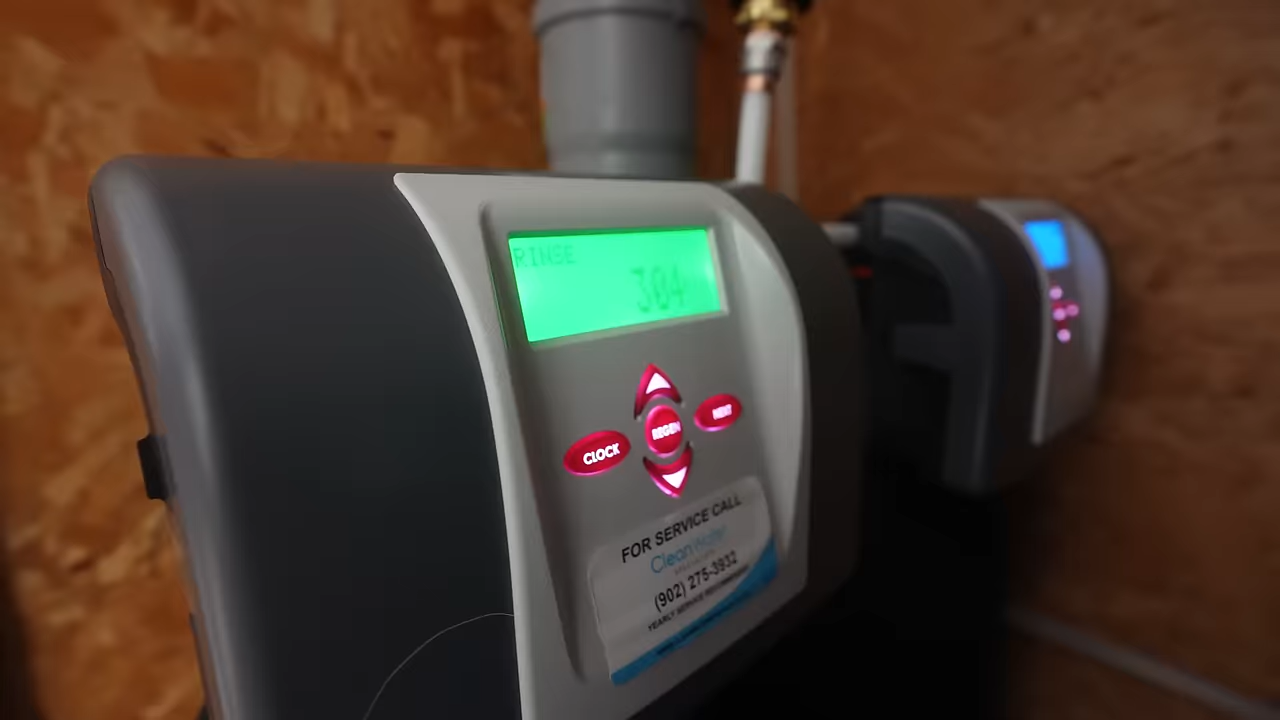 RINSE
304
CLOCK
REGEN
NEXT
FOR SERVICE CALL
CleanWater
(902) 275-3932
YEARLY SERVICE RECOMMENDED